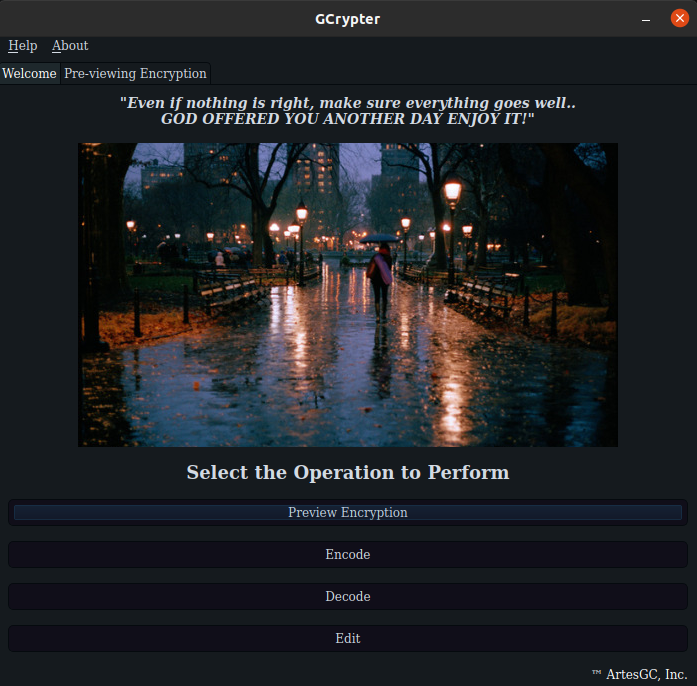 GCrypter
Help About
Welcome Pre-viewing Encryption
"Even if nothing is right, make sure everything goes well..
GOD OFFERED YOU ANOTHER DAY ENJOY IT!"
Select the Operation to Perform
Preview Encryption
Encode
Decode
Edit
™ ArtesGC, Inc.